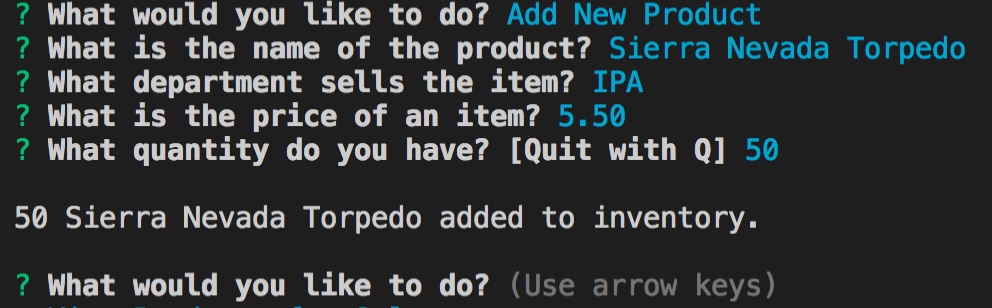 ? What would you like to do? Add New Product
? What is the name of the product? Sierra Nevada Torpedo
? What department sells the item? IPA
? What is the price of an item? 5.50
? What quantity do you have? [Quit with Q] 50
50 Sierra Nevada Torpedo added to inventory.
? What would you like to do? (Use arrow keys)